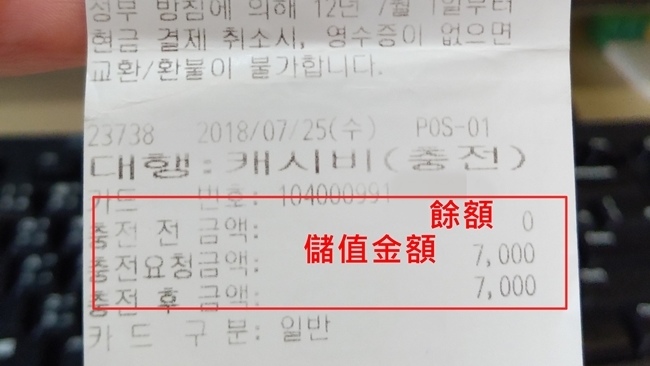 정부 방침에 의해 12년 7월 1일부터
현금 결제 취소시, 영수증이 없으면
교환/환불이 불가합니다.
23738 2018/07/25(수) POS-01
대행:캐시비(충전)
카드 번호: 104000991
餘額
충전 전 금액: 0
儲值金額
충전요청금액: 7,000
충전 후 금액: 7,000
카드 구분: 일반